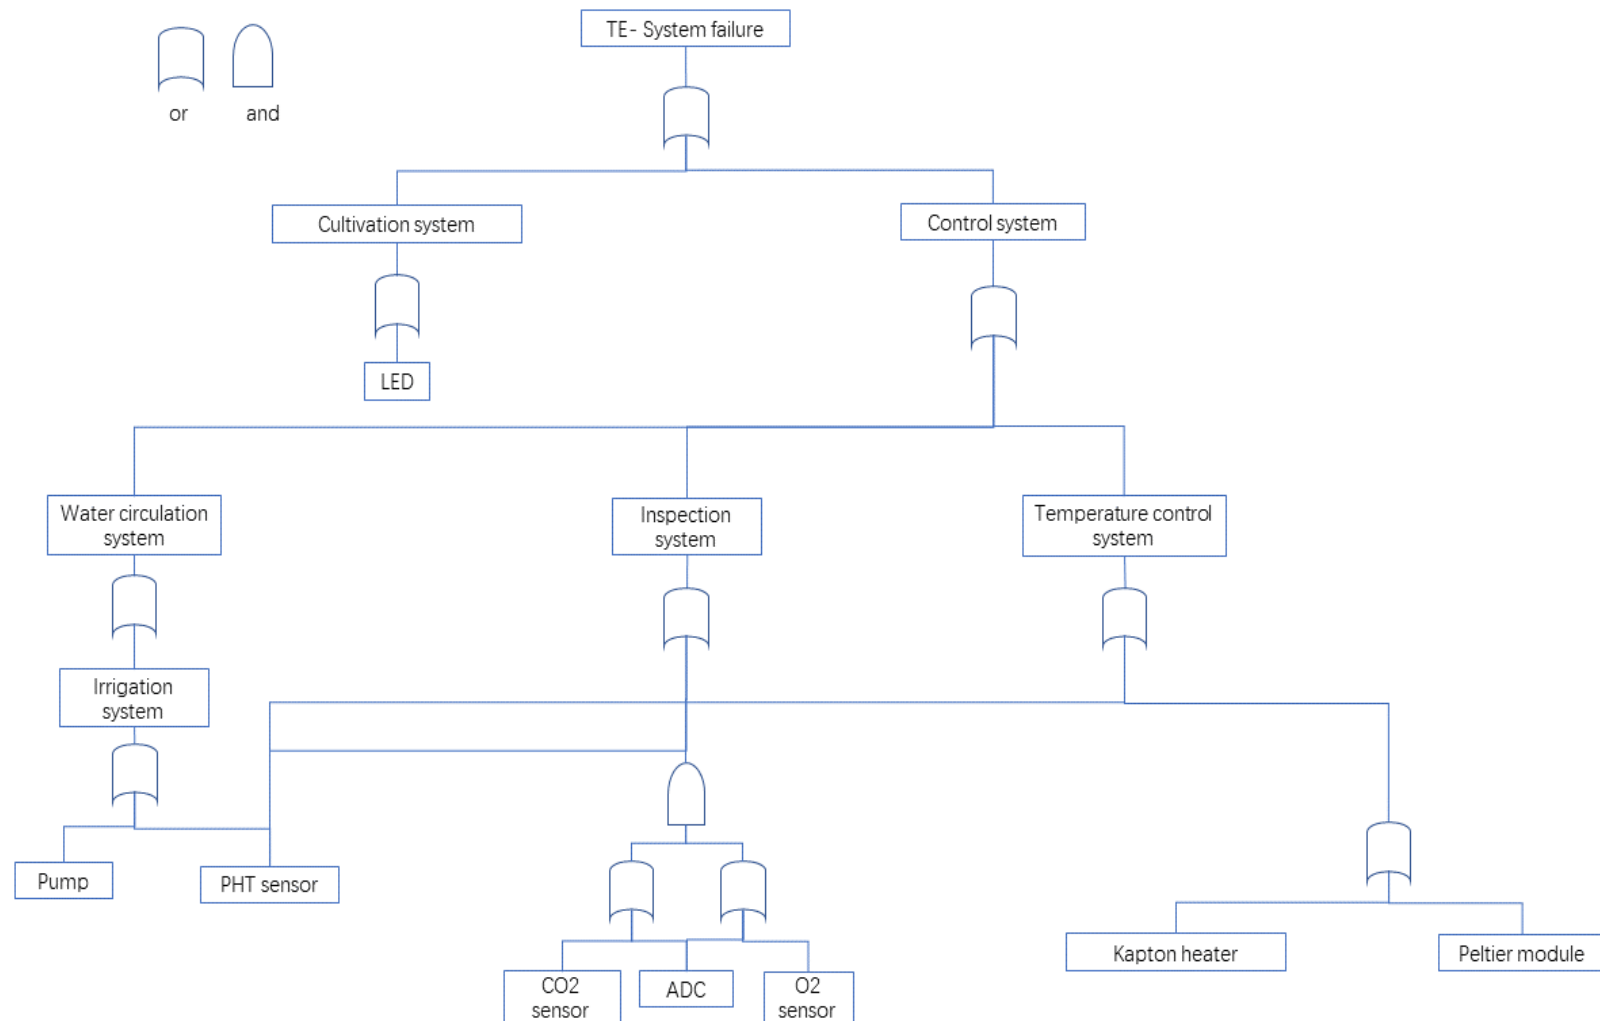 TE- System failure
or
and
Cultivation system
Control system
LED
Water circulation
system
Inspection
system
Temperature control
system
Irrigation
system
Pump
PHT sensor
CO2
sensor
ADC
O2
sensor
Kapton heater
Peltier module